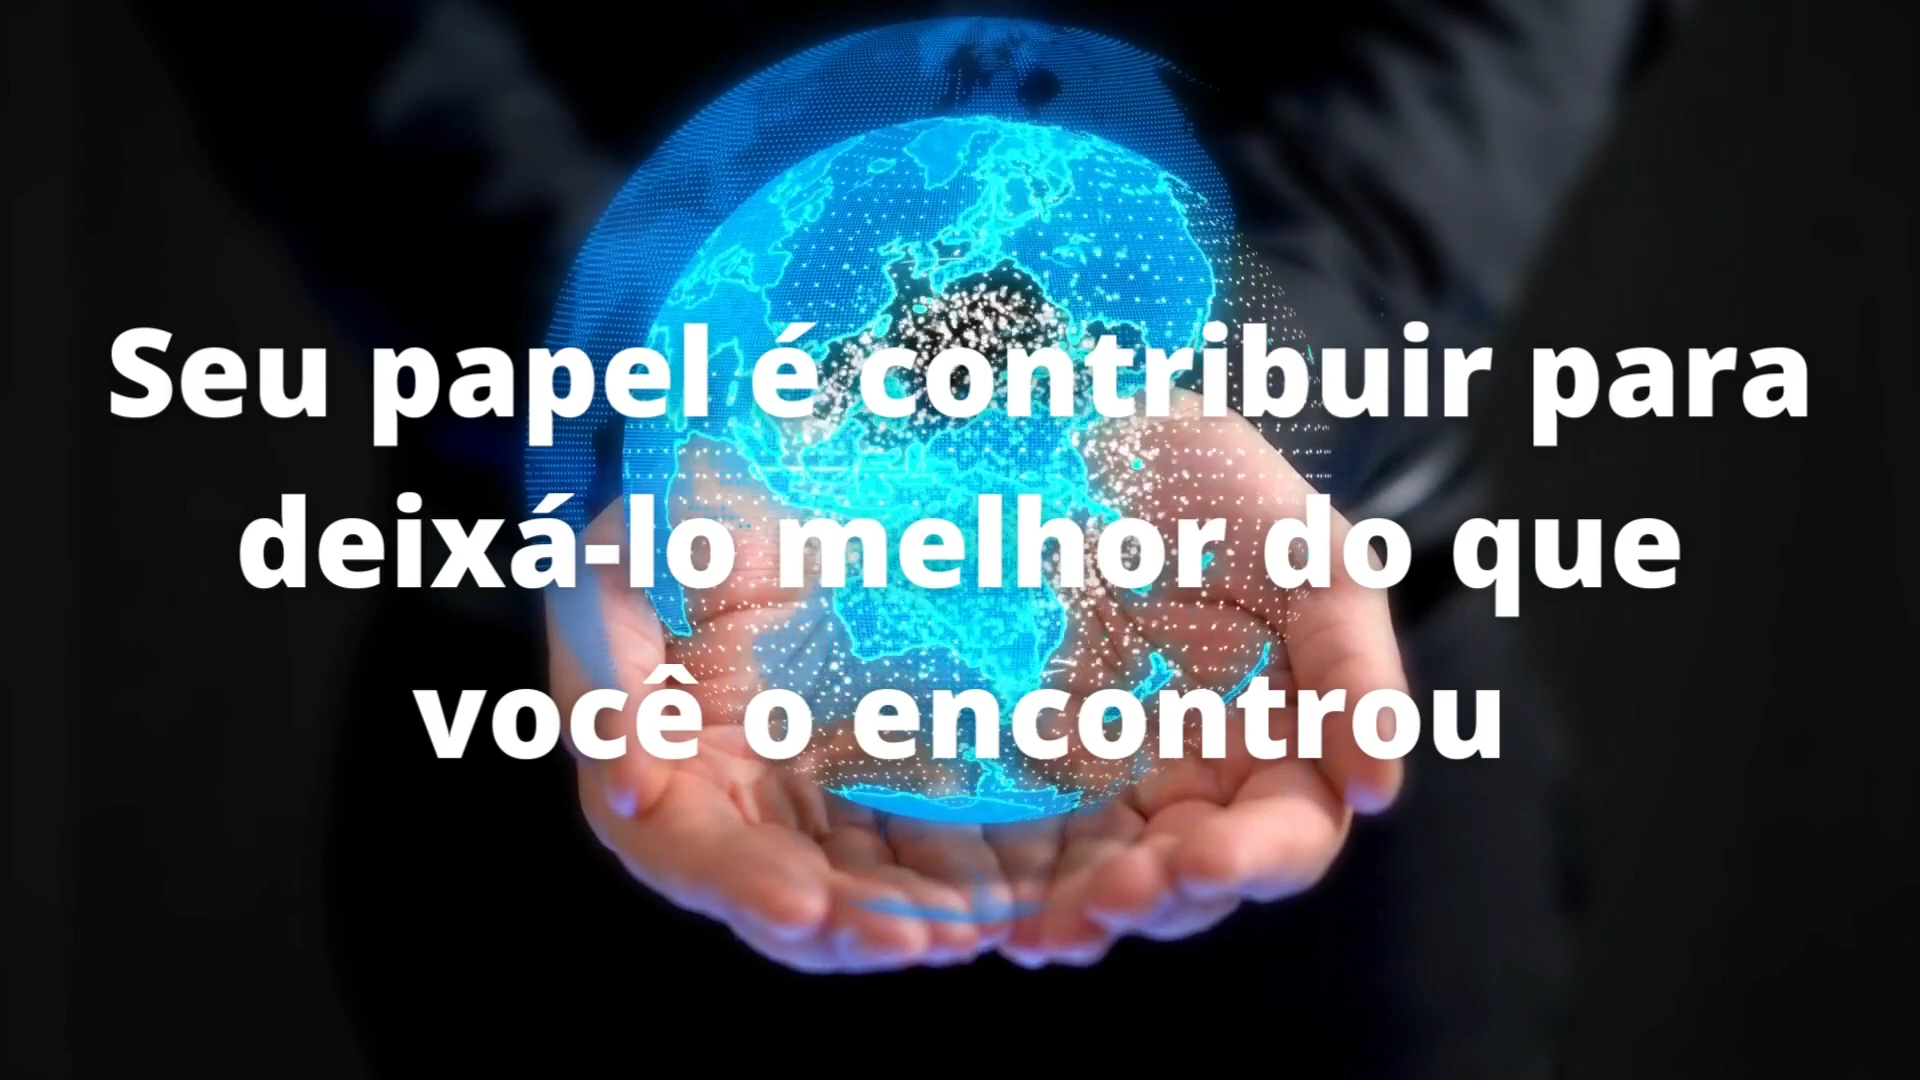 Seu papel é contribuir para
deixá-lo melhor do que
você o encontrou